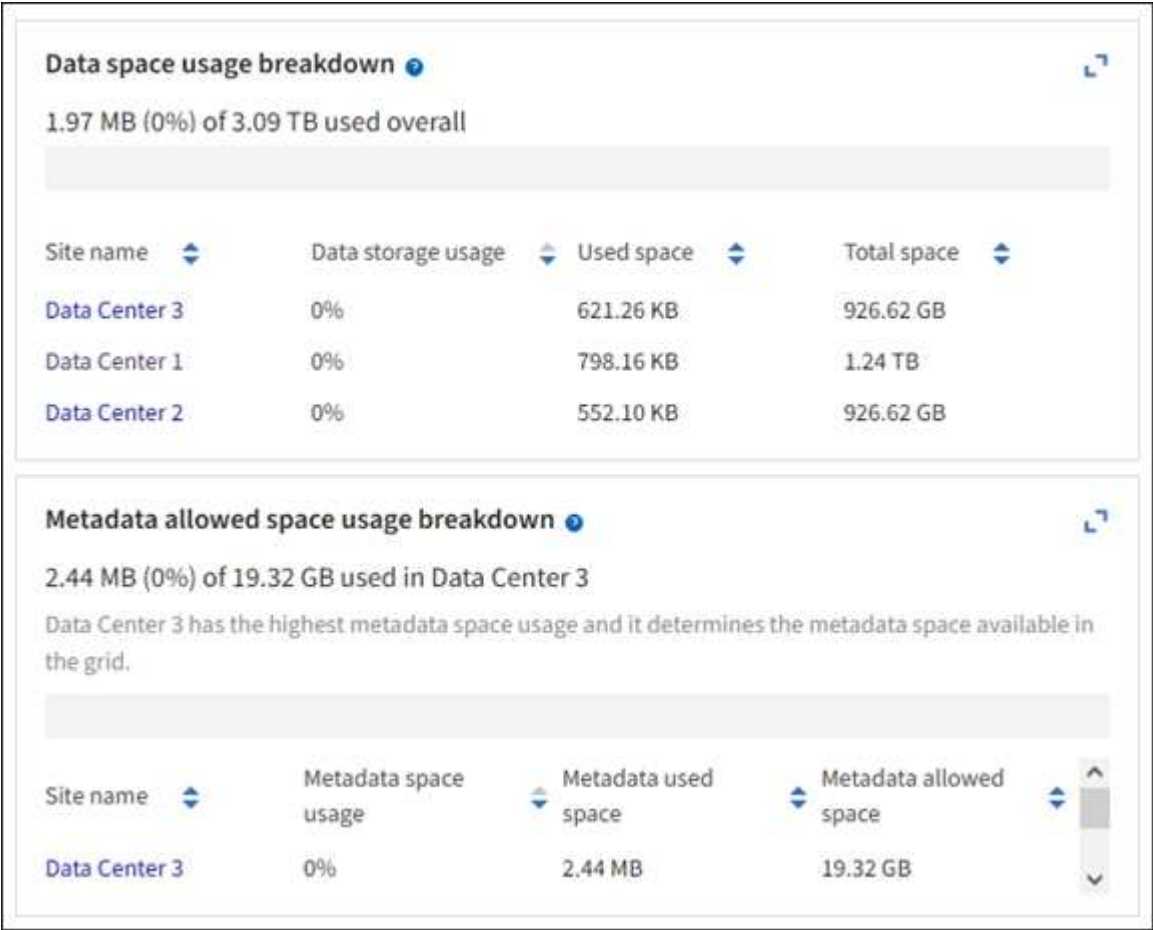 Data space usage breakdown ?
1.97 MB (0%) of 3.09 TB used overall
Site name Data storage usage Used space Total space
Data Center 3 0% 621.26 KB 926.62 GB
Data Center 1 0% 798.16 KB 1.24 TB
Data Center 2 0% 552.10 KB 926.62 GB
Metadata allowed space usage breakdown ?
2.44 MB (0%) of 19.32 GB used in Data Center 3
Data Center 3 has the highest metadata space usage and it determines the metadata space available in
the grid.
Site name Metadata space usage Metadata used space Metadata allowed space
Data Center 3 0% 2.44 MB 19.32 GB